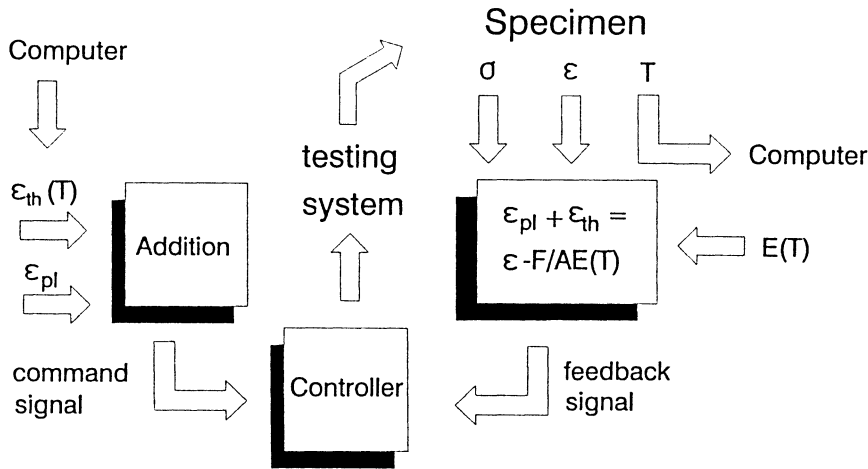 Specimen
Computer
σ ε T
testing
system
Computer
ε_th (T)
Addition
ε_pl
ε_pl + ε_th =
ε -F/AE(T)
E(T)
command
signal
Controller
feedback
signal